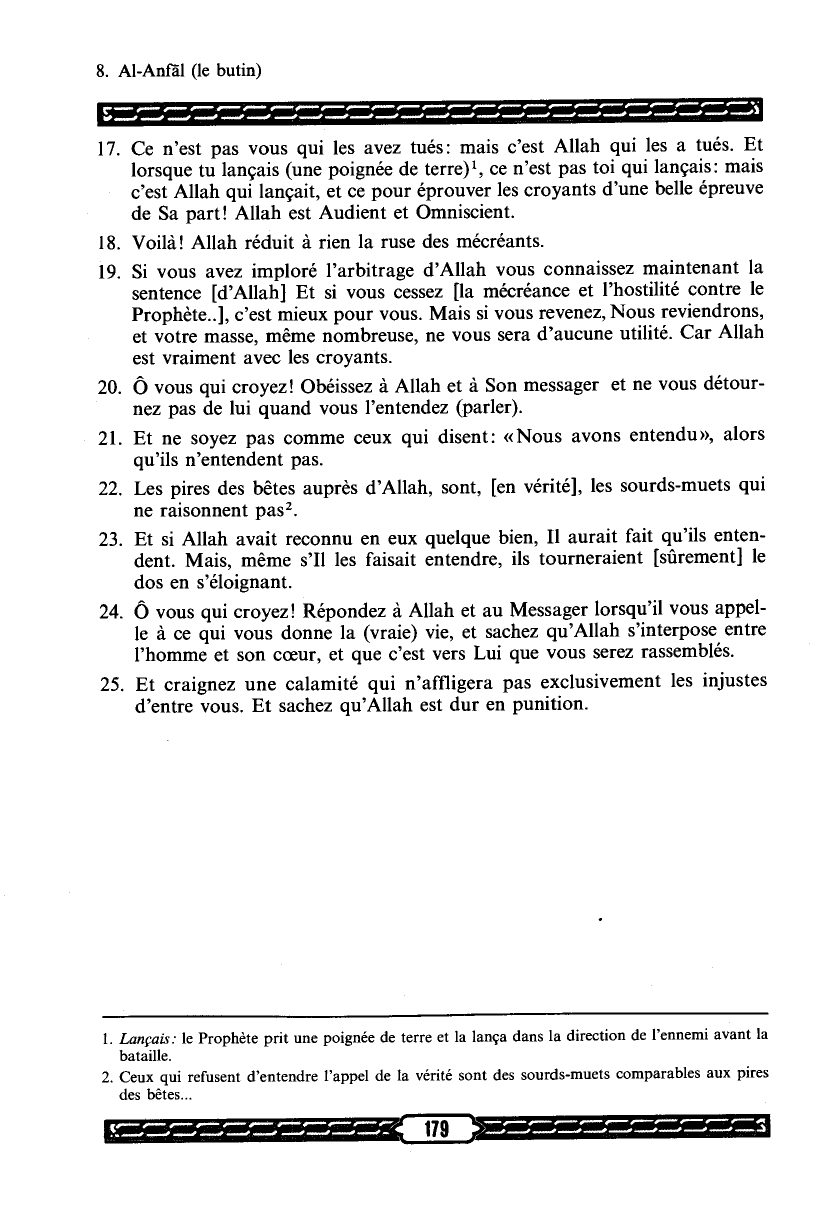 8. Al-Anfāl (le butin)
17. Ce n'est pas vous qui les avez tués: mais c'est Allah qui les a tués. Et
lorsque tu lançais (une poignée de terre)¹, ce n'est pas toi qui lançais: mais
c'est Allah qui lançait, et ce pour éprouver les croyants d'une belle épreuve
de Sa part! Allah est Audient et Omniscient.
18. Voilà! Allah réduit à rien la ruse des mécréants.
19. Si vous avez imploré l'arbitrage d'Allah vous connaissez maintenant la
sentence [d'Allah] Et si vous cessez [la mécréance et l'hostilité contre le
Prophète..], c'est mieux pour vous. Mais si vous revenez, Nous reviendrons,
et votre masse, même nombreuse, ne vous sera d'aucune utilité. Car Allah
est vraiment avec les croyants.
20. Ô vous qui croyez! Obéissez à Allah et à Son messager et ne vous détour-
nez pas de lui quand vous l'entendez (parler).
21. Et ne soyez pas comme ceux qui disent: «Nous avons entendu», alors
qu'ils n'entendent pas.
22. Les pires des bêtes auprès d'Allah, sont, [en vérité], les sourds-muets qui
ne raisonnent pas².
23. Et si Allah avait reconnu en eux quelque bien, Il aurait fait qu'ils enten-
dent. Mais, même s'Il les faisait entendre, ils tourneraient [sûrement] le
dos en s'éloignant.
24. Ô vous qui croyez! Répondez à Allah et au Messager lorsqu'il vous appel-
le à ce qui vous donne la (vraie) vie, et sachez qu'Allah s'interpose entre
l'homme et son cœur, et que c'est vers Lui que vous serez rassemblés.
25. Et craignez une calamité qui n'affligera pas exclusivement les injustes
d'entre vous. Et sachez qu'Allah est dur en punition.
1. Lançais: le Prophète prit une poignée de terre et la lança dans la direction de l'ennemi avant la
bataille.
2. Ceux qui refusent d'entendre l'appel de la vérité sont des sourds-muets comparables aux pires
des bêtes...
179